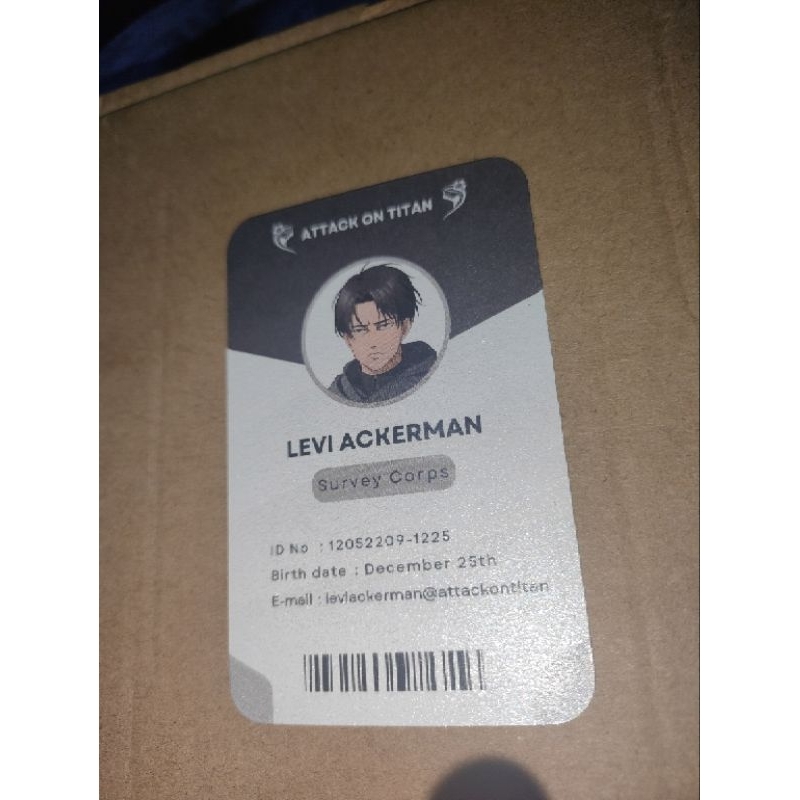 ATTACK ON TITAN
LEVI ACKERMAN
Survey Corps
ID No : 12052209-1225
Birth date : December 25th
E-mail : leviackerman@attackontitan